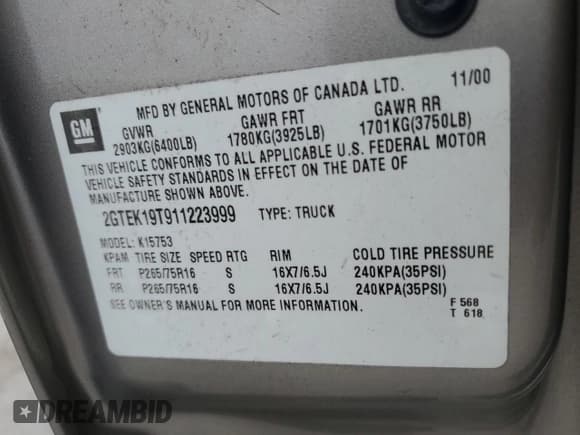 MFD BY GENERAL MOTORS OF CANADA LTD. 11/00
GM
GVWR GAWR FRT GAWR RR
2903KG(6400LB) 1780KG(3925LB) 1701KG(3750LB)
THIS VEHICLE CONFORMS TO ALL APPLICABLE U.S. FEDERAL MOTOR
VEHICLE SAFETY STANDARDS IN EFFECT ON THE DATE OF
MANUFACTURE SHOWN ABOVE.
2GTEK19T911223999 TYPE: TRUCK
MODEL: K15753
KPAM TIRE SIZE SPEED RTG RIM COLD TIRE PRESSURE
FRT P265/75R16 S 16X7/6.5J 240KPA(35PSI)
RR P265/75R16 S 16X7/6.5J 240KPA(35PSI)
SEE OWNER'S MANUAL FOR MORE INFORMATION.
F 568
T 618
DREAMBID